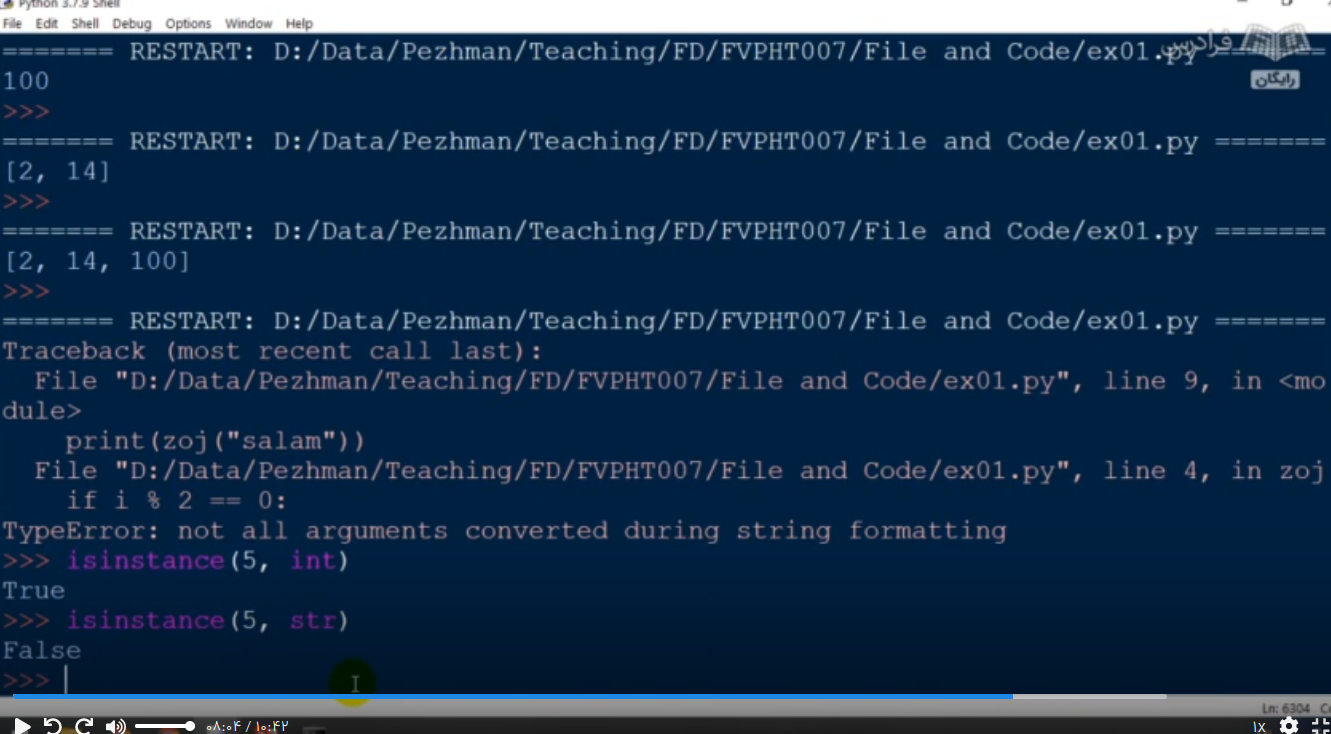 Python 3.7.9 Shell
File Edit Shell Debug Options Window Help
فرادرس
رایگان
======= RESTART: D:/Data/Pezhman/Teaching/FD/FVPHT007/File and Code/ex01.py =======
100
>>>
======= RESTART: D:/Data/Pezhman/Teaching/FD/FVPHT007/File and Code/ex01.py =======
[2, 14]
>>>
======= RESTART: D:/Data/Pezhman/Teaching/FD/FVPHT007/File and Code/ex01.py =======
[2, 14, 100]
>>>
======= RESTART: D:/Data/Pezhman/Teaching/FD/FVPHT007/File and Code/ex01.py =======
Traceback (most recent call last):
  File "D:/Data/Pezhman/Teaching/FD/FVPHT007/File and Code/ex01.py", line 9, in <mo
dule>
    print(zoj("salam"))
  File "D:/Data/Pezhman/Teaching/FD/FVPHT007/File and Code/ex01.py", line 4, in zoj
    if i % 2 == 0:
TypeError: not all arguments converted during string formatting
>>> isinstance(5, int)
True
>>> isinstance(5, str)
False
>>>
Ln: 6304
۰۸:۰۴ / ۱۰:۴۲
۱X